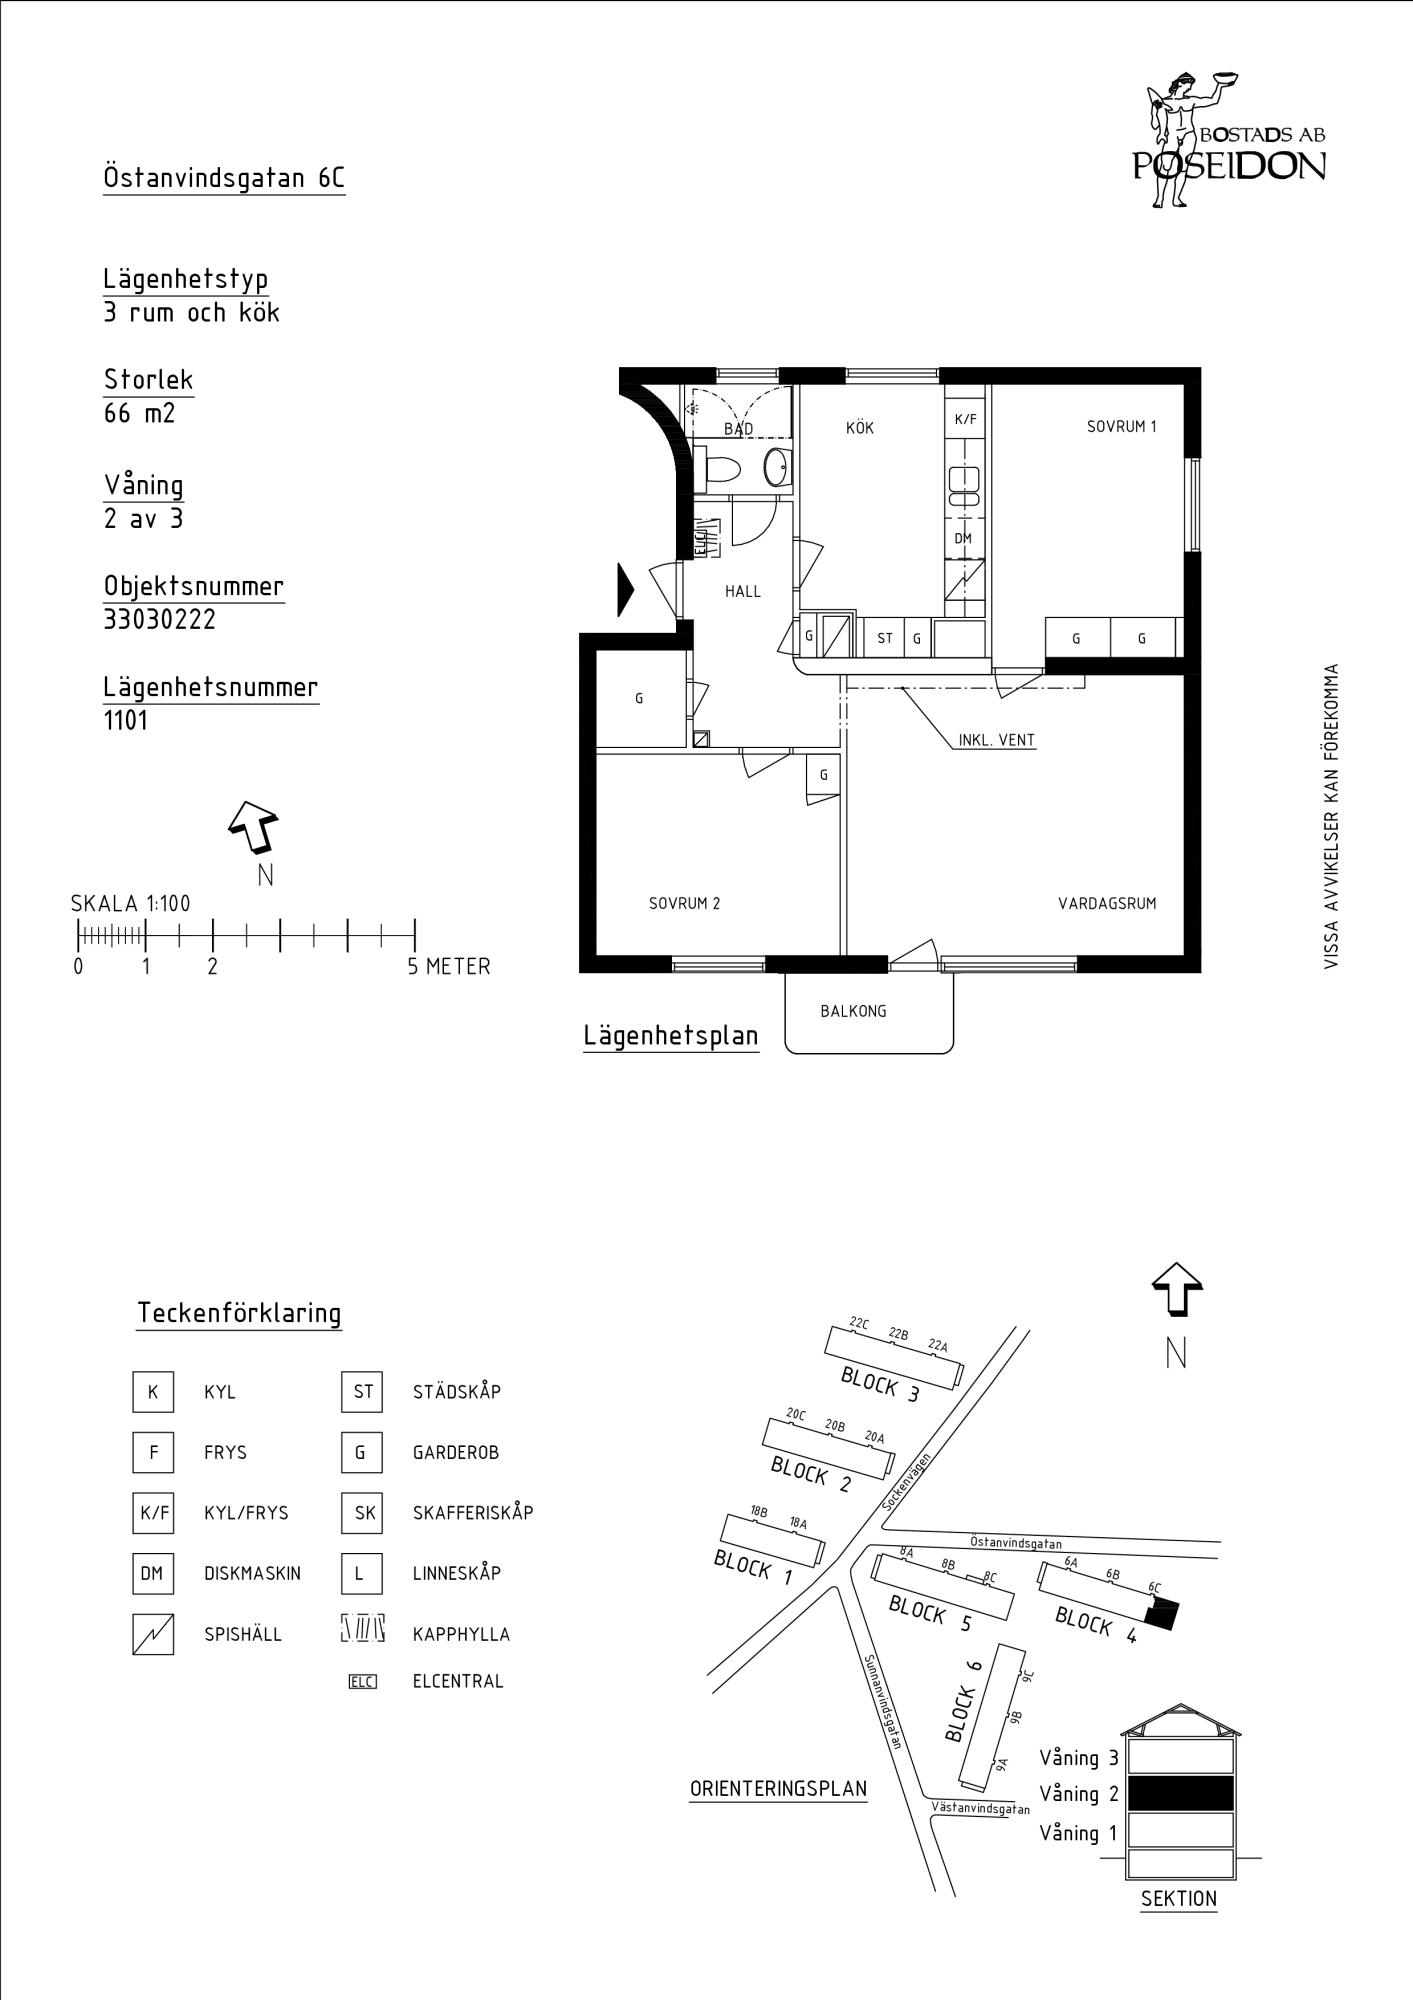 BOSTADS AB
POSEIDON
Östanvindsgatan 6C
Lägenhetstyp
3 rum och kök
Storlek
66 m2
Våning
2 av 3
Objektsnummer
33030222
Lägenhetsnummer
1101
N
SKALA 1:100
0 1 2 5 METER
BAD
KÖK
K/F
SOVRUM 1
ELC
DM
HALL
G
ST
G
G
G
G
INKL. VENT
G
SOVRUM 2
VARDAGSRUM
BALKONG
Lägenhetsplan
VISSA AVVIKELSER KAN FÖREKOMMA
Teckenförklaring
K KYL
F FRYS
K/F KYL/FRYS
DM DISKMASKIN
SPISHÄLL
ST STÄDSKÅP
G GARDEROB
SK SKAFFERISKÅP
L LINNESKÅP
KAPPHYLLA
ELC ELCENTRAL
N
22C 22B 22A
BLOCK 3
20C 20B 20A
BLOCK 2
18B 18A
BLOCK 1
Sockenvägen
Östanvindsgatan
8A 8B 8C
BLOCK 5
6A 6B 6C
BLOCK 4
Sunnanvindsgatan
BLOCK 6
9C
9B
9A
Västanvindsgatan
ORIENTERINGSPLAN
Våning 3
Våning 2
Våning 1
SEKTION